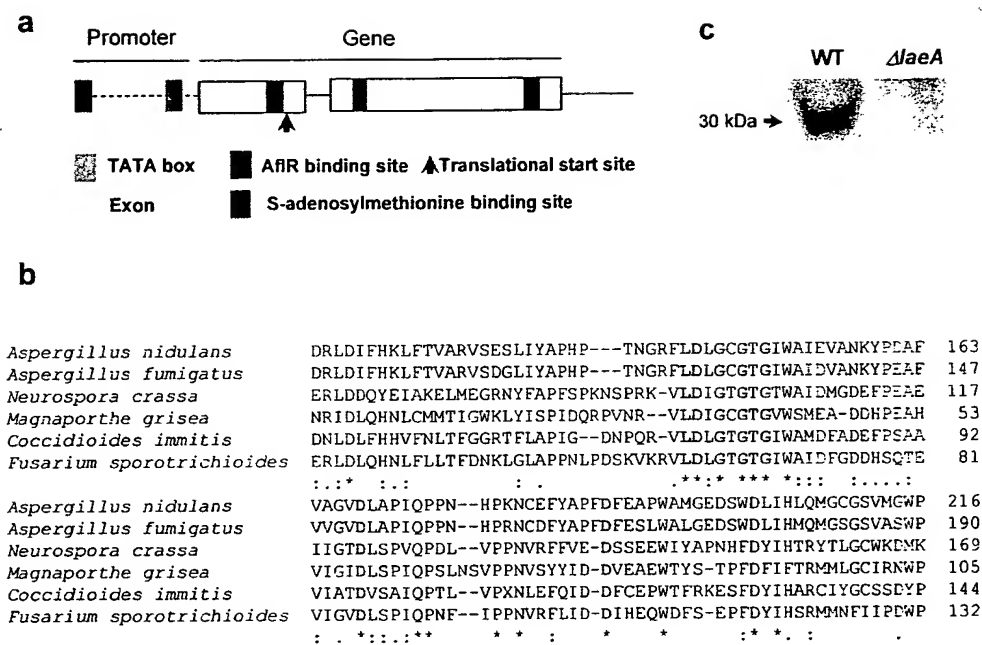 a
Promoter
Gene
TATA box
AflR binding site
Translational start site
Exon
S-adenosylmethionine binding site
c
WT
ΔlaeA
30 kDa
b
Aspergillus nidulans DRLDIFHKLFTVARVSESLIYAPHP---TNGRFLDLGCGTGIWAIEVANKYPEAF 163
Aspergillus fumigatus DRLDIFHKLFTVARVSDGLIYAPHP---TNGRFLDLGCGTGIWAIDVANKYPEAF 147
Neurospora crassa ERLDDQYEIAKELMEGRNYFAPFSPKNSPRK-VLDIGTGTGTWAIDMGDEFPEAE 117
Magnaporthe grisea NRIDLQHNLCMMTIGWKLYISPIDQRPVNR--VLDIGCGTGVWSMEA-DDHPEAH 53
Coccidioides immitis DNLDLFHHVFNLTFGGRTFLAPIG--DNPQR-VLDLGTGTGIWAMDFADEFPSAA 92
Fusarium sporotrichioides ERLDLQHNLFLLTFDNKLGLAPPNLPDSKVKRVLDLGTGTGIWAIDFGDDHSQTE 81
:.:* :.: : . .**:* *** *::: :....:
Aspergillus nidulans VAGVDLAPIQPPN--HPKNCEFYAPFDFEAPWAMGEDSWDLIHLQMGCGSVMGWP 216
Aspergillus fumigatus VVGVDLAPIQPPN--HPRNCDFYAPFDFESLWALGEDSWDLIHMQMGSGSVASWP 190
Neurospora crassa IIGTDLSPVQPDL--VPPNVRFFVE-DSSEEWIYAPNHFDYIHTRYTLGCWKDMK 169
Magnaporthe grisea VIGIDLSPIQPSLNSVPPNVSYYID-DVEAEWTYS-TPFDFIFTRMMLGCIRNWP 105
Coccidioides immitis VIATDVSAIQPTL--VPXNLEFQID-DFCEPWTFRKESFDYIHARCIYGCSSDYP 144
Fusarium sporotrichioides VIGVDLSPIQPNF--IPPNVRFLID-DIHEQWDFS-EPFDYIHSRMMNFIIPDWP 132
: . *::.:** * * : * * :* *. : .